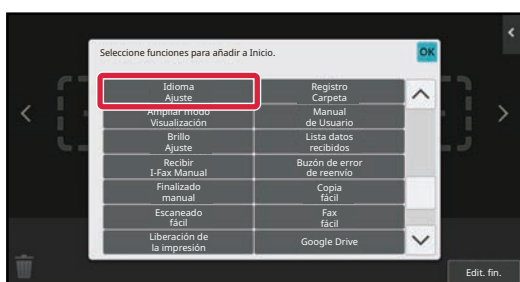 Seleccione funciones para añadir a Inicio.
OK
Idioma
Ajuste
Registro
Carpeta
Ampliar modo
Visualización
Manual
de Usuario
Brillo
Ajuste
Lista datos
recibidos
Recibir
I-Fax Manual
Buzón de error
de reenvío
Finalizado
manual
Copia
fácil
Escaneado
fácil
Fax
fácil
Liberación de
la impresión
Google Drive
Edit. fin.